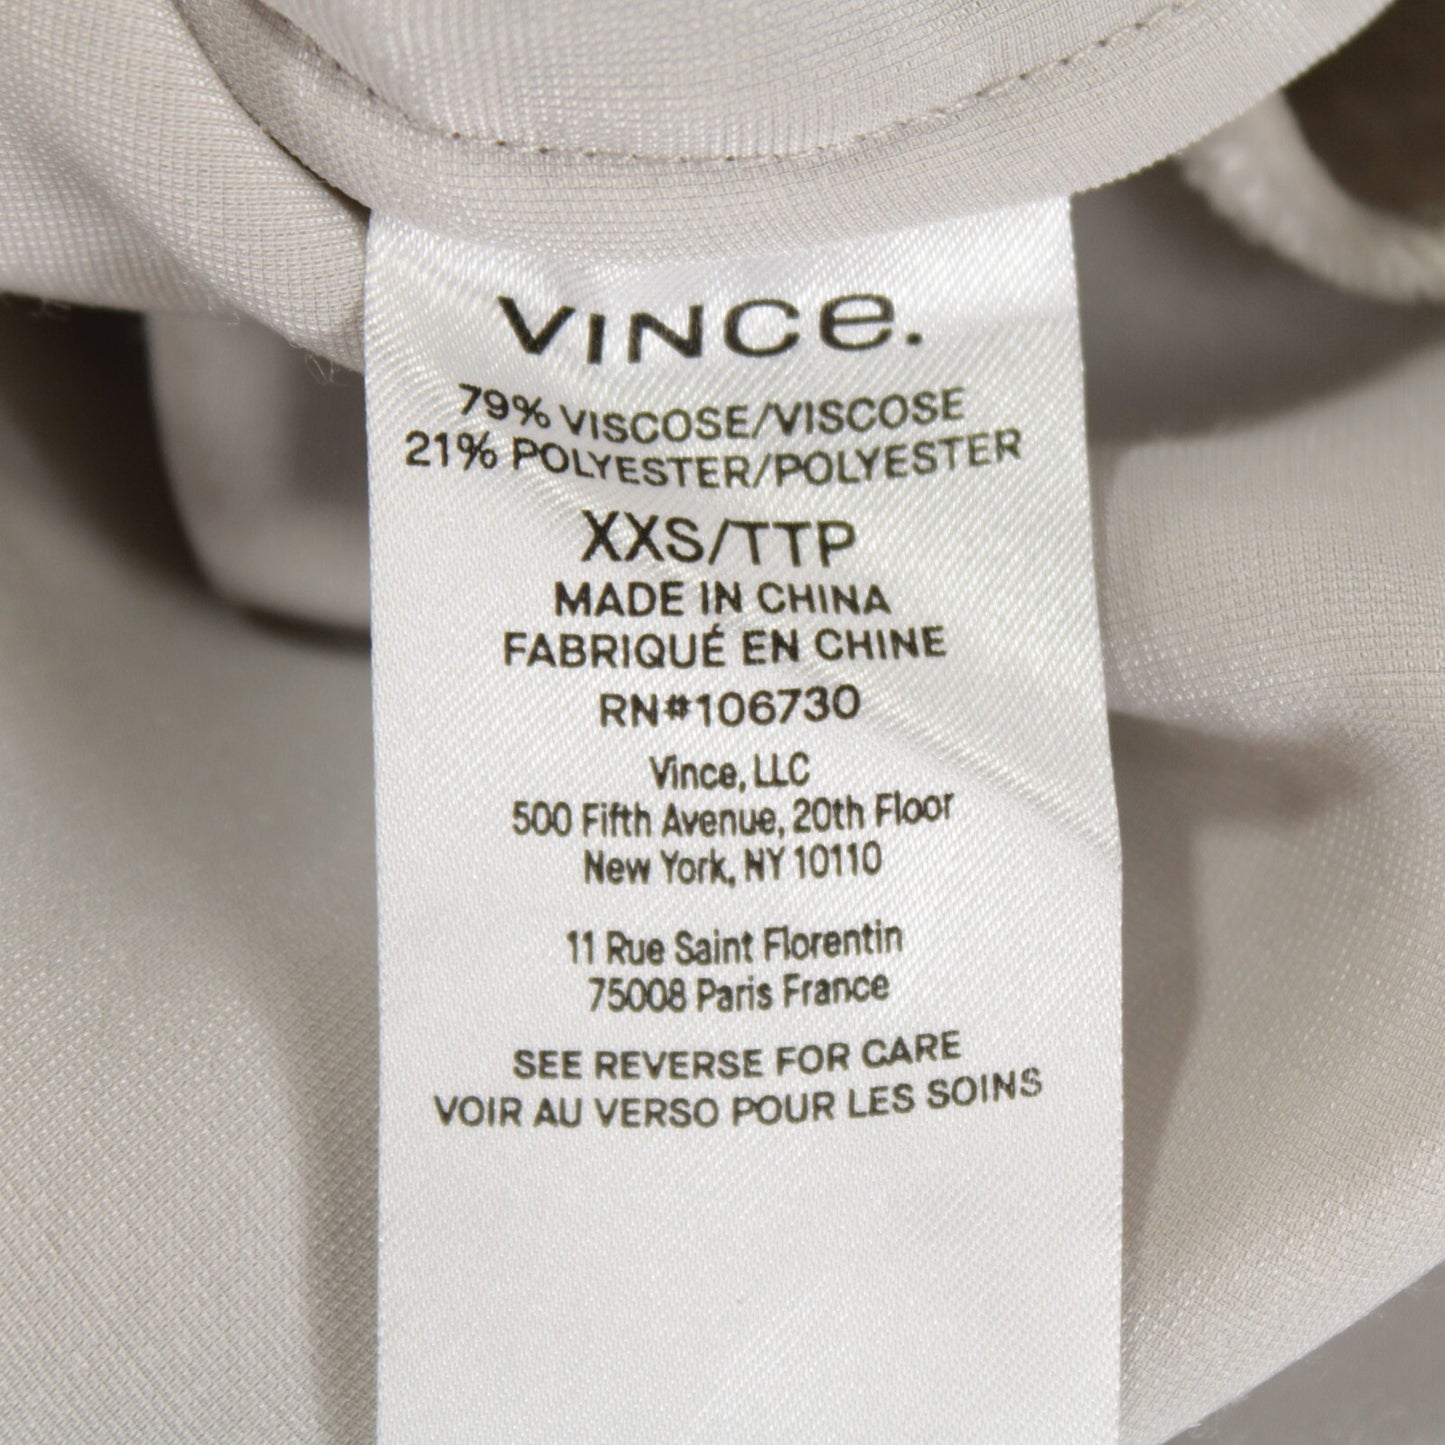 VINCe.
79% VISCOSE/VISCOSE
21% POLYESTER/POLYESTER
XXS/TTP
MADE IN CHINA
FABRIQUÉ EN CHINE
RN#106730
Vince, LLC
500 Fifth Avenue, 20th Floor
New York, NY 10110
11 Rue Saint Florentin
75008 Paris France
SEE REVERSE FOR CARE
VOIR AU VERSO POUR LES SOINS